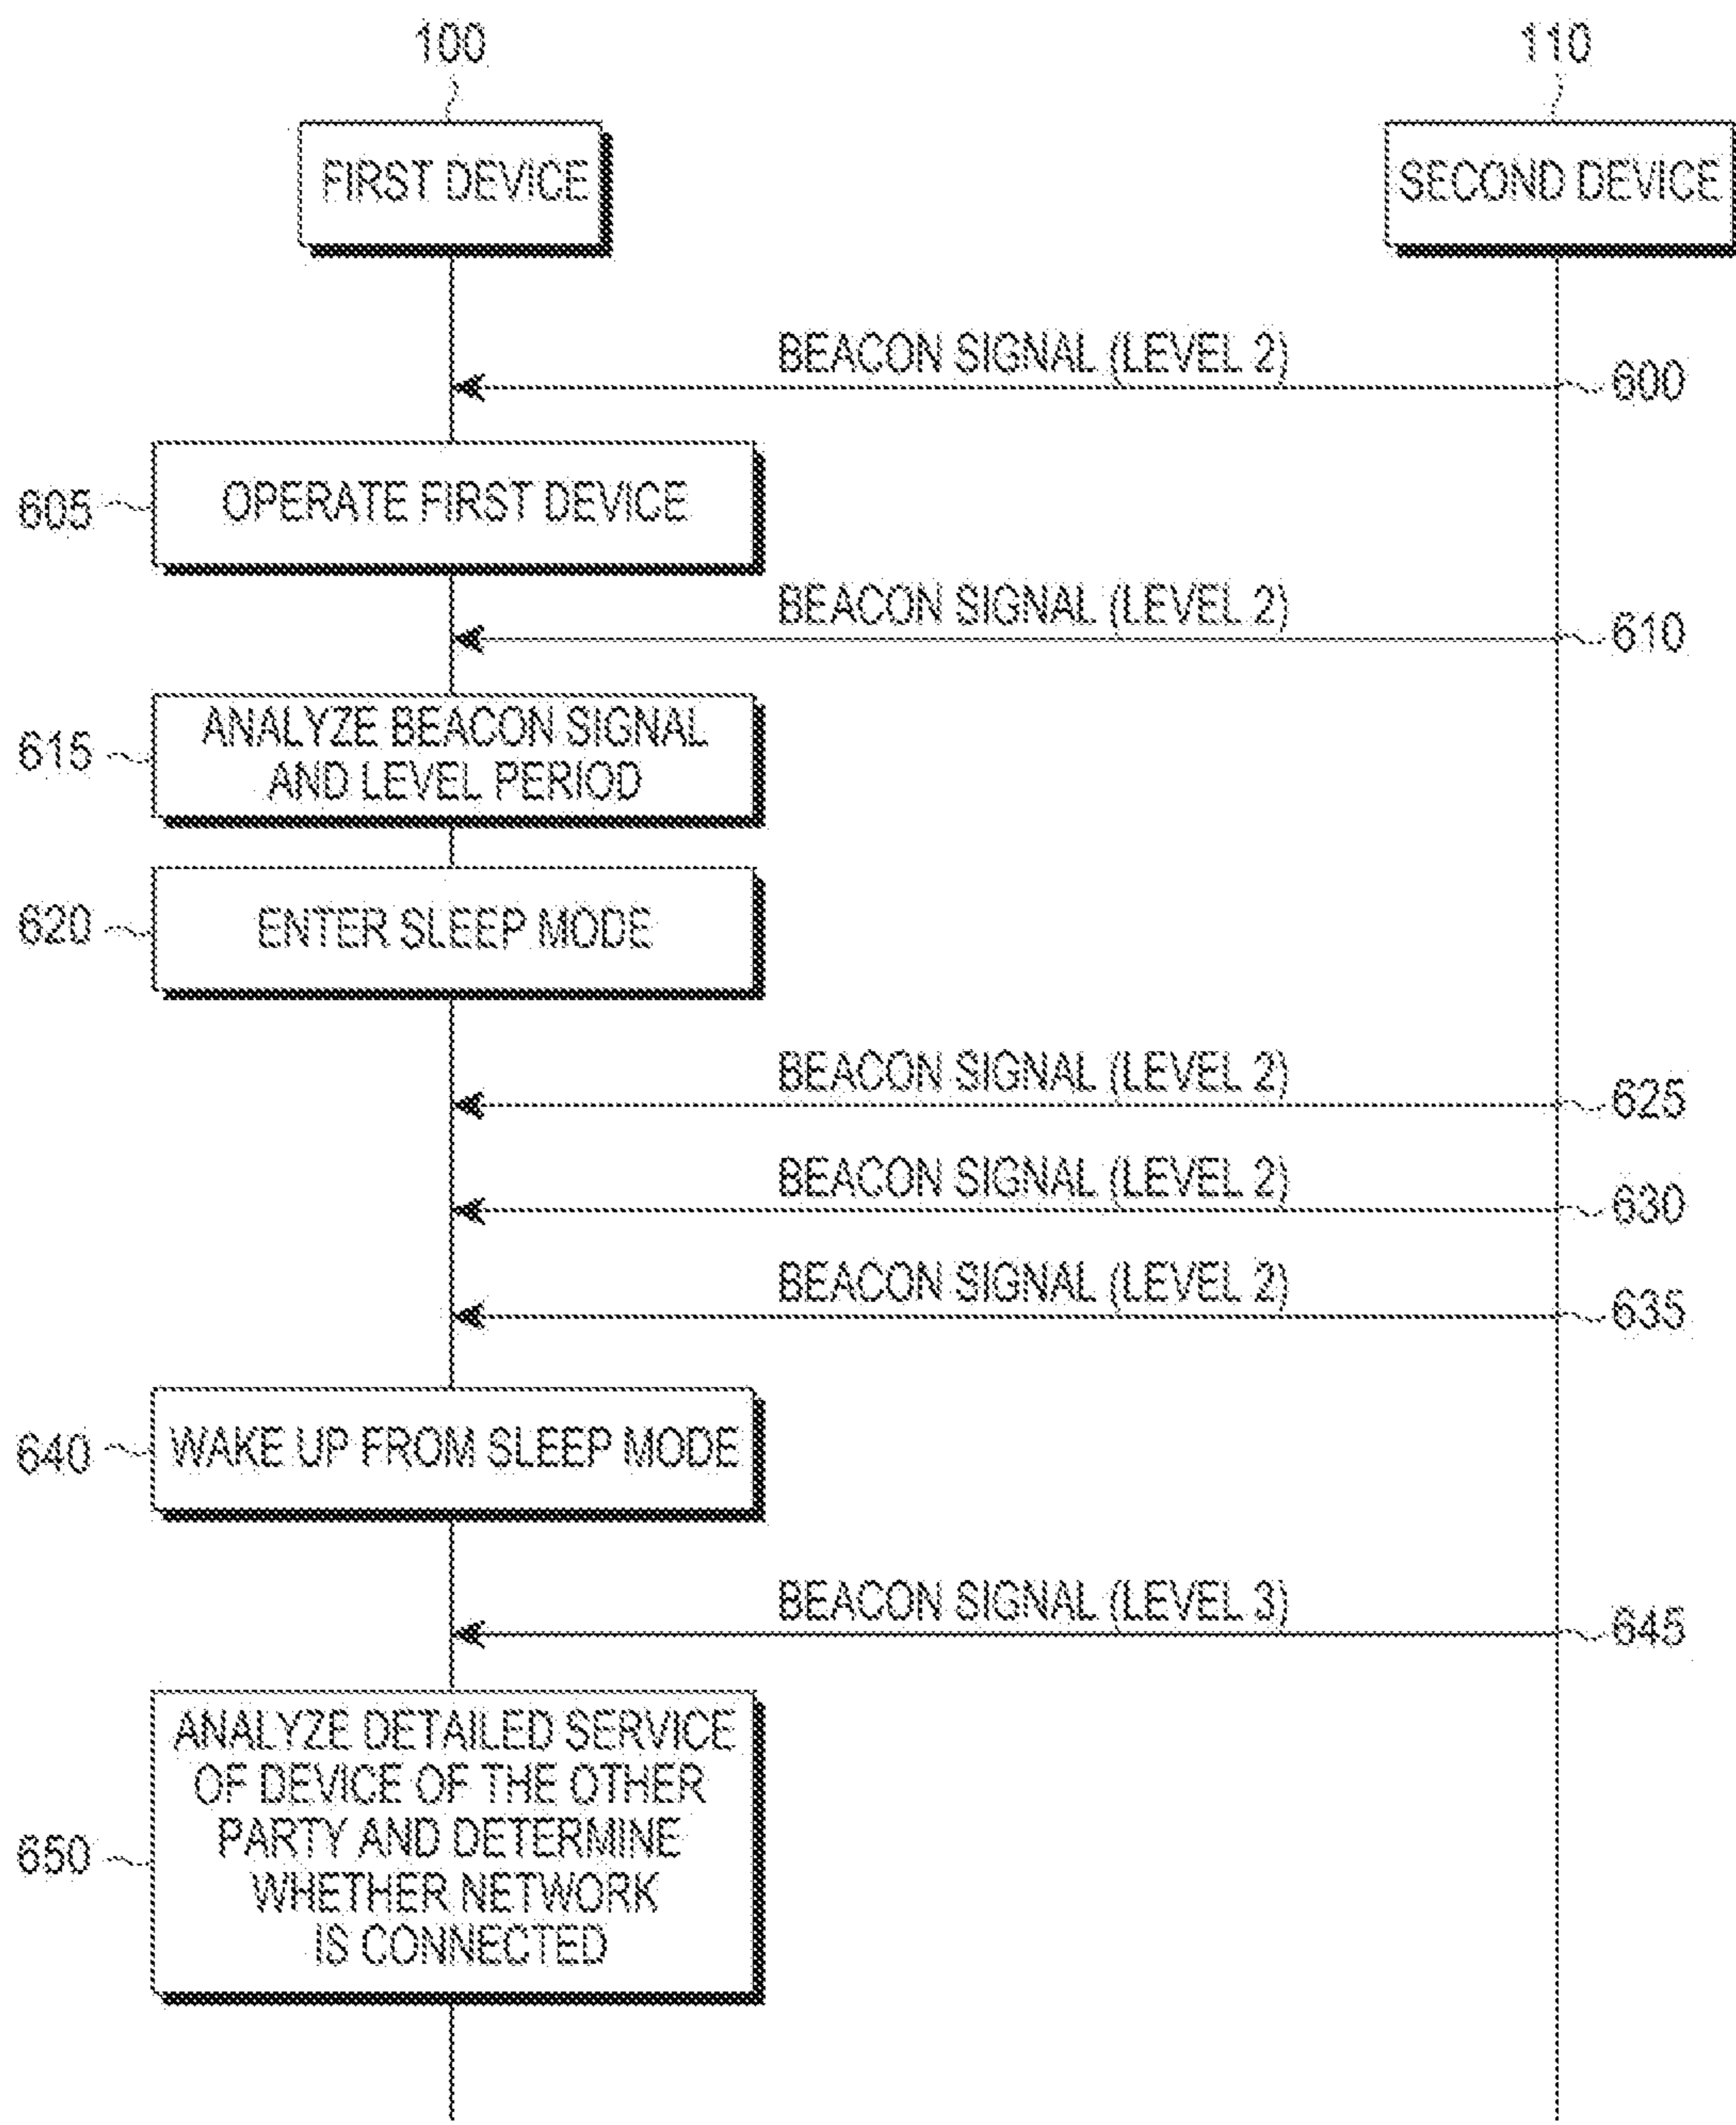 100
110
FIRST DEVICE
SECOND DEVICE
BEACON SIGNAL (LEVEL 2)
600
605
OPERATE FIRST DEVICE
BEACON SIGNAL (LEVEL 2)
610
615
ANALYZE BEACON SIGNAL
AND LEVEL PERIOD
620
ENTER SLEEP MODE
BEACON SIGNAL (LEVEL 2)
625
BEACON SIGNAL (LEVEL 2)
630
BEACON SIGNAL (LEVEL 2)
635
640
WAKE UP FROM SLEEP MODE
BEACON SIGNAL (LEVEL 3)
645
650
ANALYZE DETAILED SERVICE
OF DEVICE OF THE OTHER
PARTY AND DETERMINE
WHETHER NETWORK
IS CONNECTED